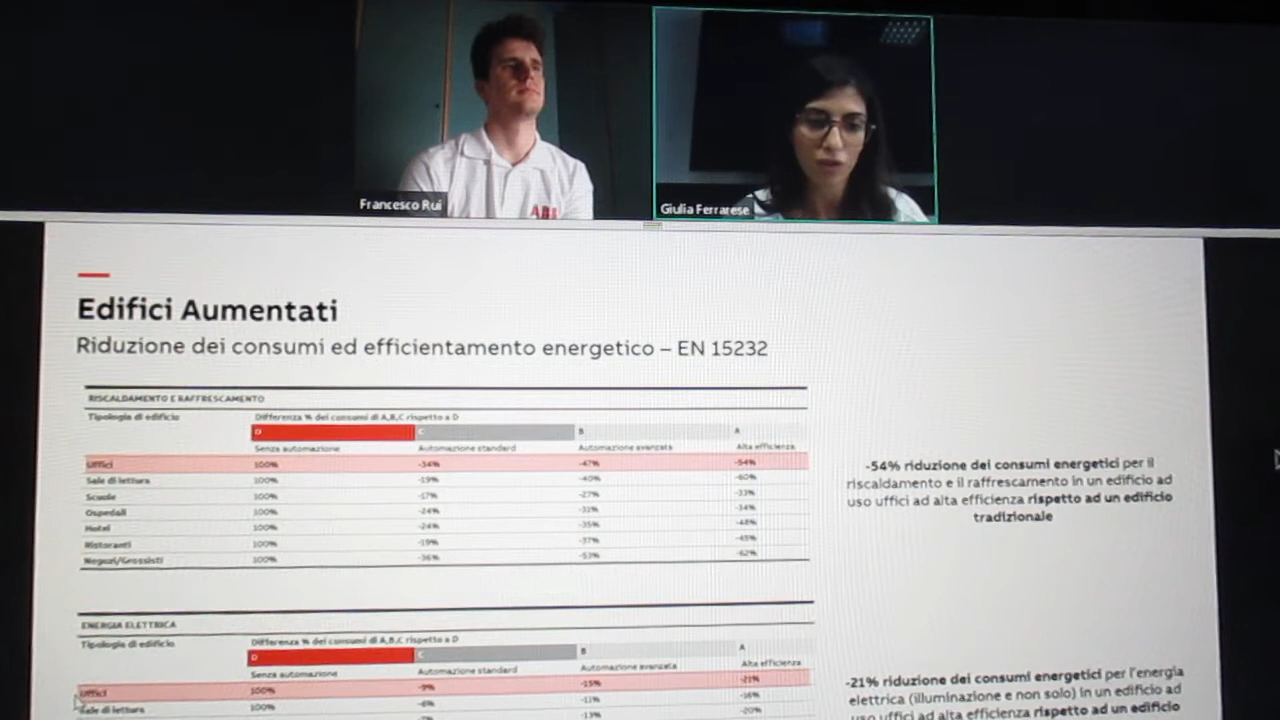 Francesco Rui
ABB
Giulia Ferrarese
Edifici Aumentati
Riduzione dei consumi ed efficientamento energetico – EN 15232
RISCALDAMENTO E RAFFRESCAMENTO
Tipologia di edificio Differenza % dei consumi di A,B,C rispetto a D
D C B A
Senza automazione Automazione standard Automazione avanzata Alta efficienza
Uffici 100% -34% -47% -54%
Sale di lettura 100% -19% -40% -60%
Scuole 100% -17% -27% -33%
Ospedali 100% -24% -31% -34%
Hotel 100% -24% -35% -48%
Ristoranti 100% -19% -37% -45%
Negozi/Grossisti 100% -36% -53% -62%
-54% riduzione dei consumi energetici per il
riscaldamento e il raffrescamento in un edificio ad
uso uffici ad alta efficienza rispetto ad un edificio
tradizionale
ENERGIA ELETTRICA
Tipologia di edificio Differenza % dei consumi di A,B,C rispetto a D
D C B A
Senza automazione Automazione standard Automazione avanzata Alta efficienza
Uffici 100% -9% -15% -21%
Sale di lettura 100% -6% -11% -16%
-7% -13% -20%
-21% riduzione dei consumi energetici per l'energia
elettrica (illuminazione e non solo) in un edificio ad
uso uffici ad alta efficienza rispetto ad un edificio